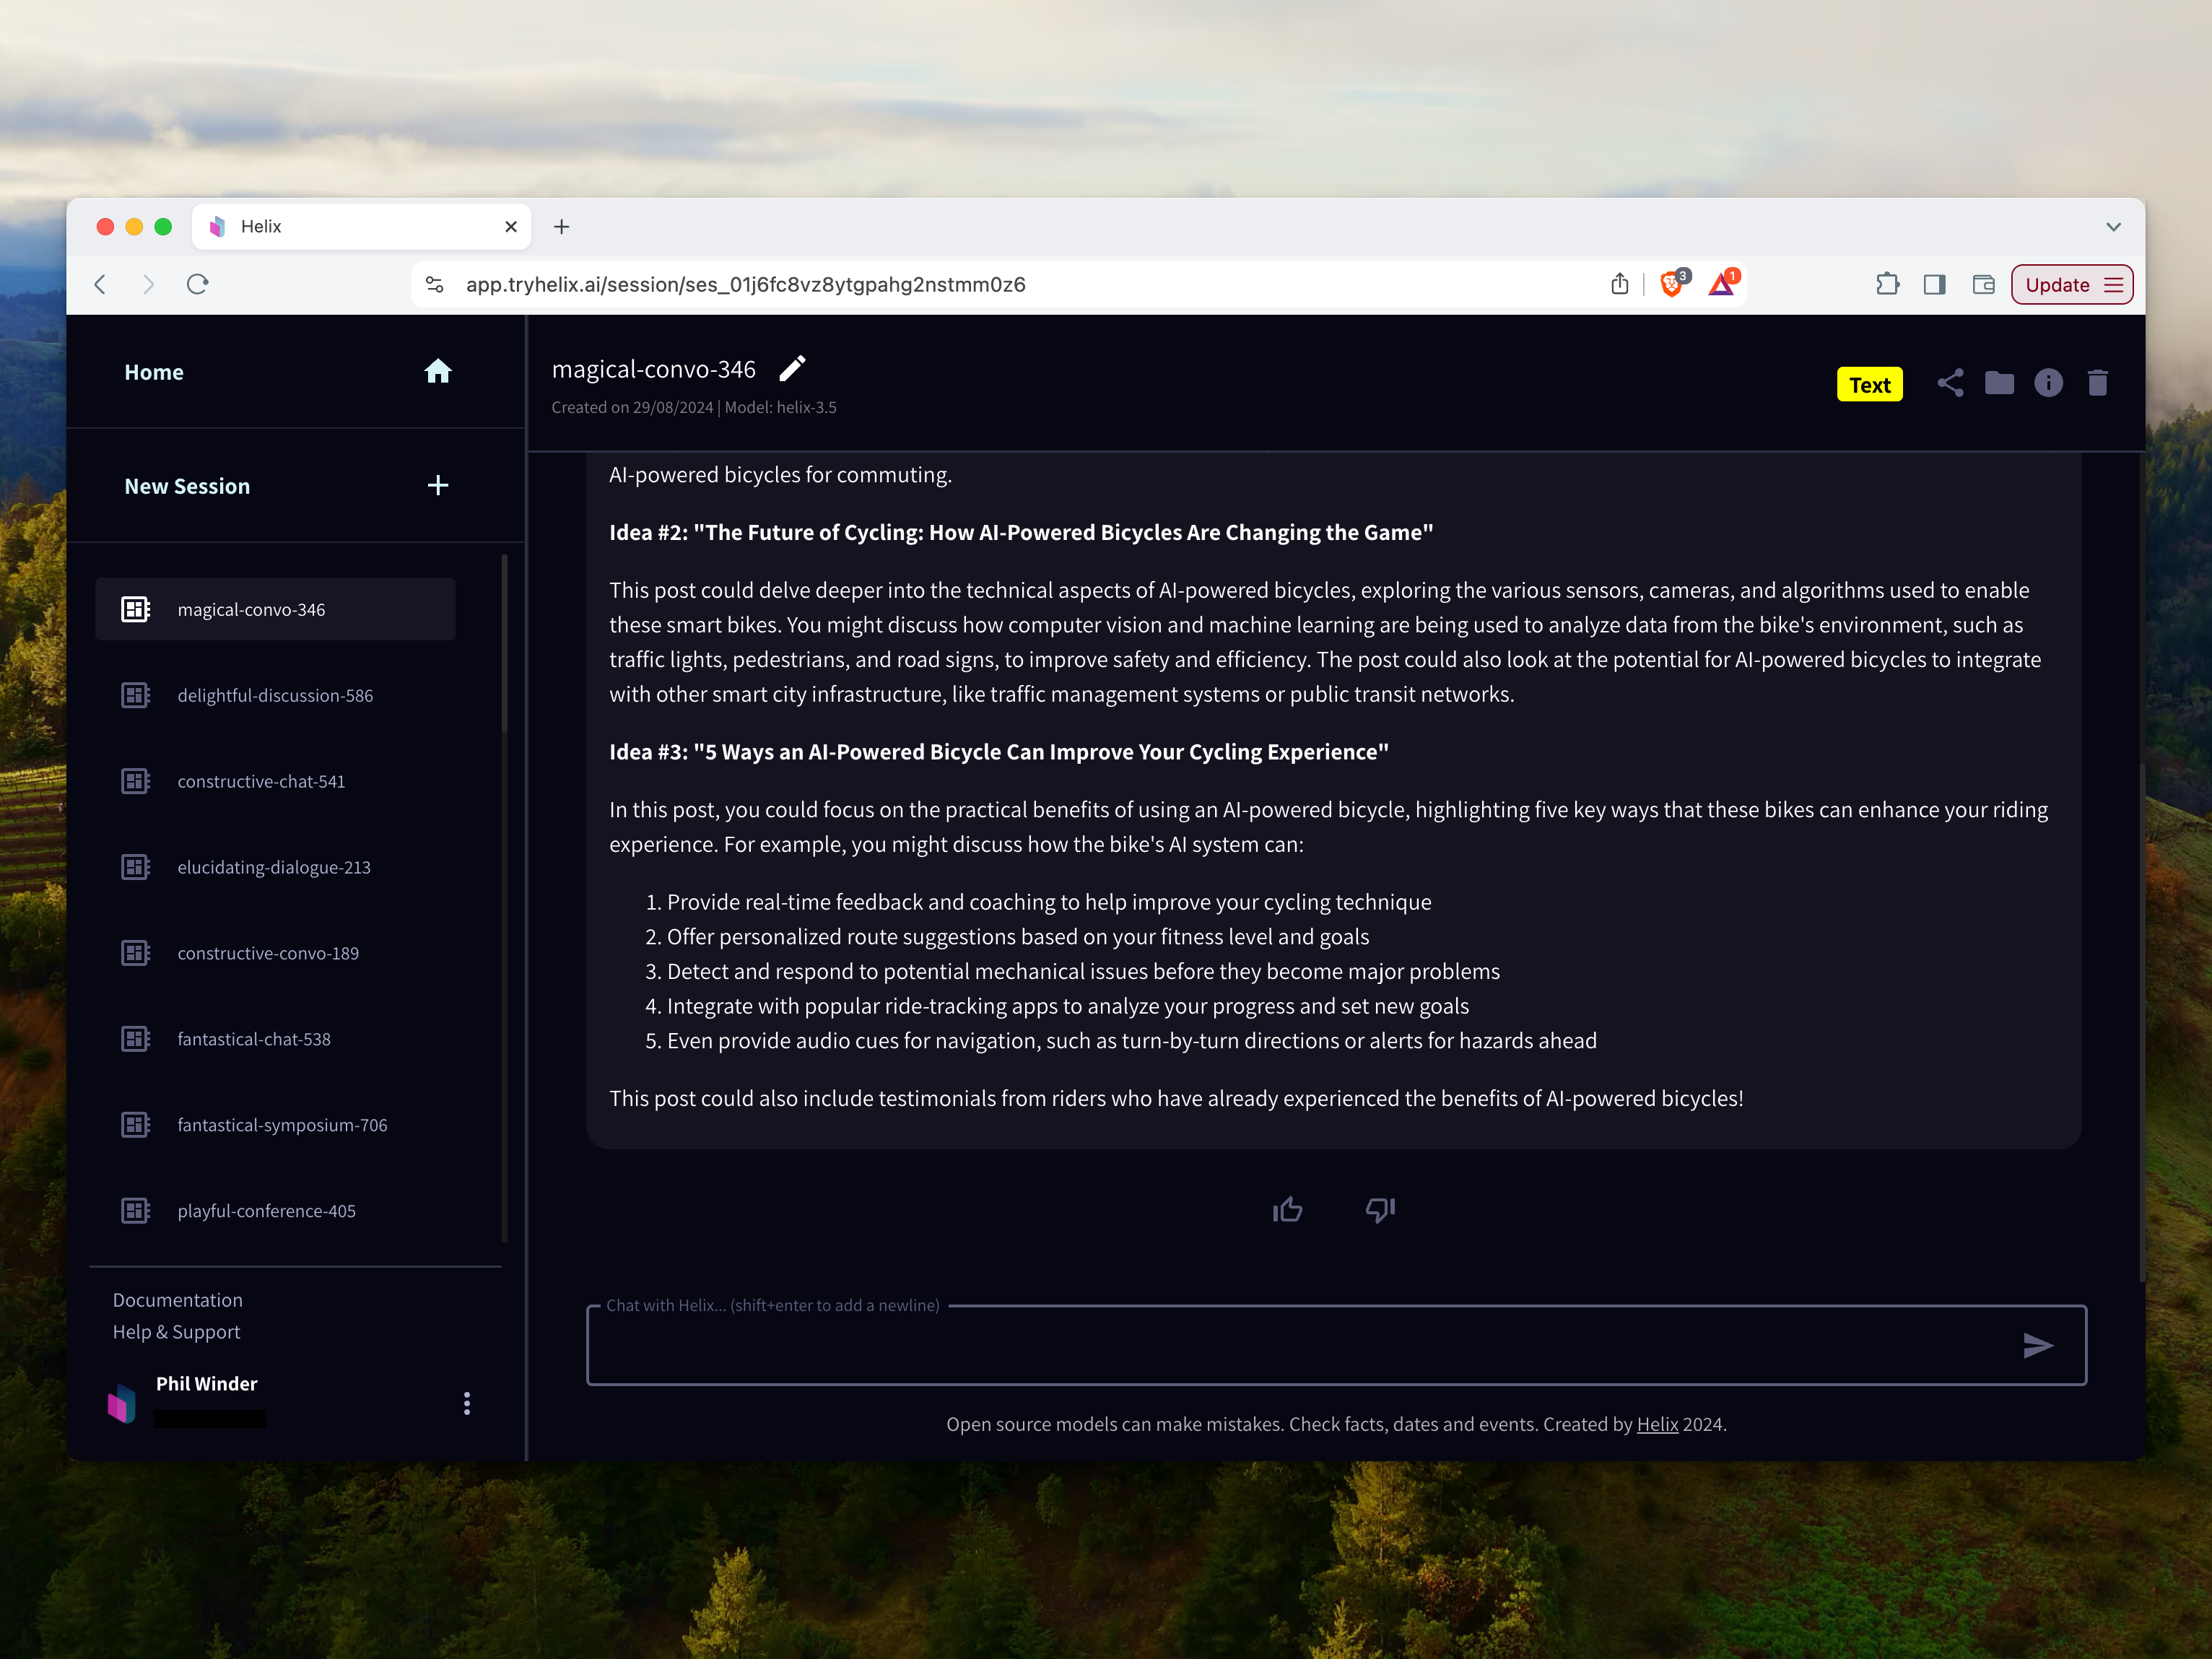 Helix
app.tryhelix.ai/session/ses_01j6fc8vz8ytgpahg2nstmm0z6
3
1
Update
Home
New Session
magical-convo-346
delightful-discussion-586
constructive-chat-541
elucidating-dialogue-213
constructive-convo-189
fantastical-chat-538
fantastical-symposium-706
playful-conference-405
Documentation
Help & Support
Phil Winder
magical-convo-346
Created on 29/08/2024 | Model: helix-3.5
Text
AI-powered bicycles for commuting.
Idea #2: "The Future of Cycling: How AI-Powered Bicycles Are Changing the Game"
This post could delve deeper into the technical aspects of AI-powered bicycles, exploring the various sensors, cameras, and algorithms used to enable
these smart bikes. You might discuss how computer vision and machine learning are being used to analyze data from the bike's environment, such as
traffic lights, pedestrians, and road signs, to improve safety and efficiency. The post could also look at the potential for AI-powered bicycles to integrate
with other smart city infrastructure, like traffic management systems or public transit networks.
Idea #3: "5 Ways an AI-Powered Bicycle Can Improve Your Cycling Experience"
In this post, you could focus on the practical benefits of using an AI-powered bicycle, highlighting five key ways that these bikes can enhance your riding
experience. For example, you might discuss how the bike's AI system can:
1. Provide real-time feedback and coaching to help improve your cycling technique
2. Offer personalized route suggestions based on your fitness level and goals
3. Detect and respond to potential mechanical issues before they become major problems
4. Integrate with popular ride-tracking apps to analyze your progress and set new goals
5. Even provide audio cues for navigation, such as turn-by-turn directions or alerts for hazards ahead
This post could also include testimonials from riders who have already experienced the benefits of AI-powered bicycles!
Chat with Helix... (shift+enter to add a newline)
Open source models can make mistakes. Check facts, dates and events. Created by Helix 2024.